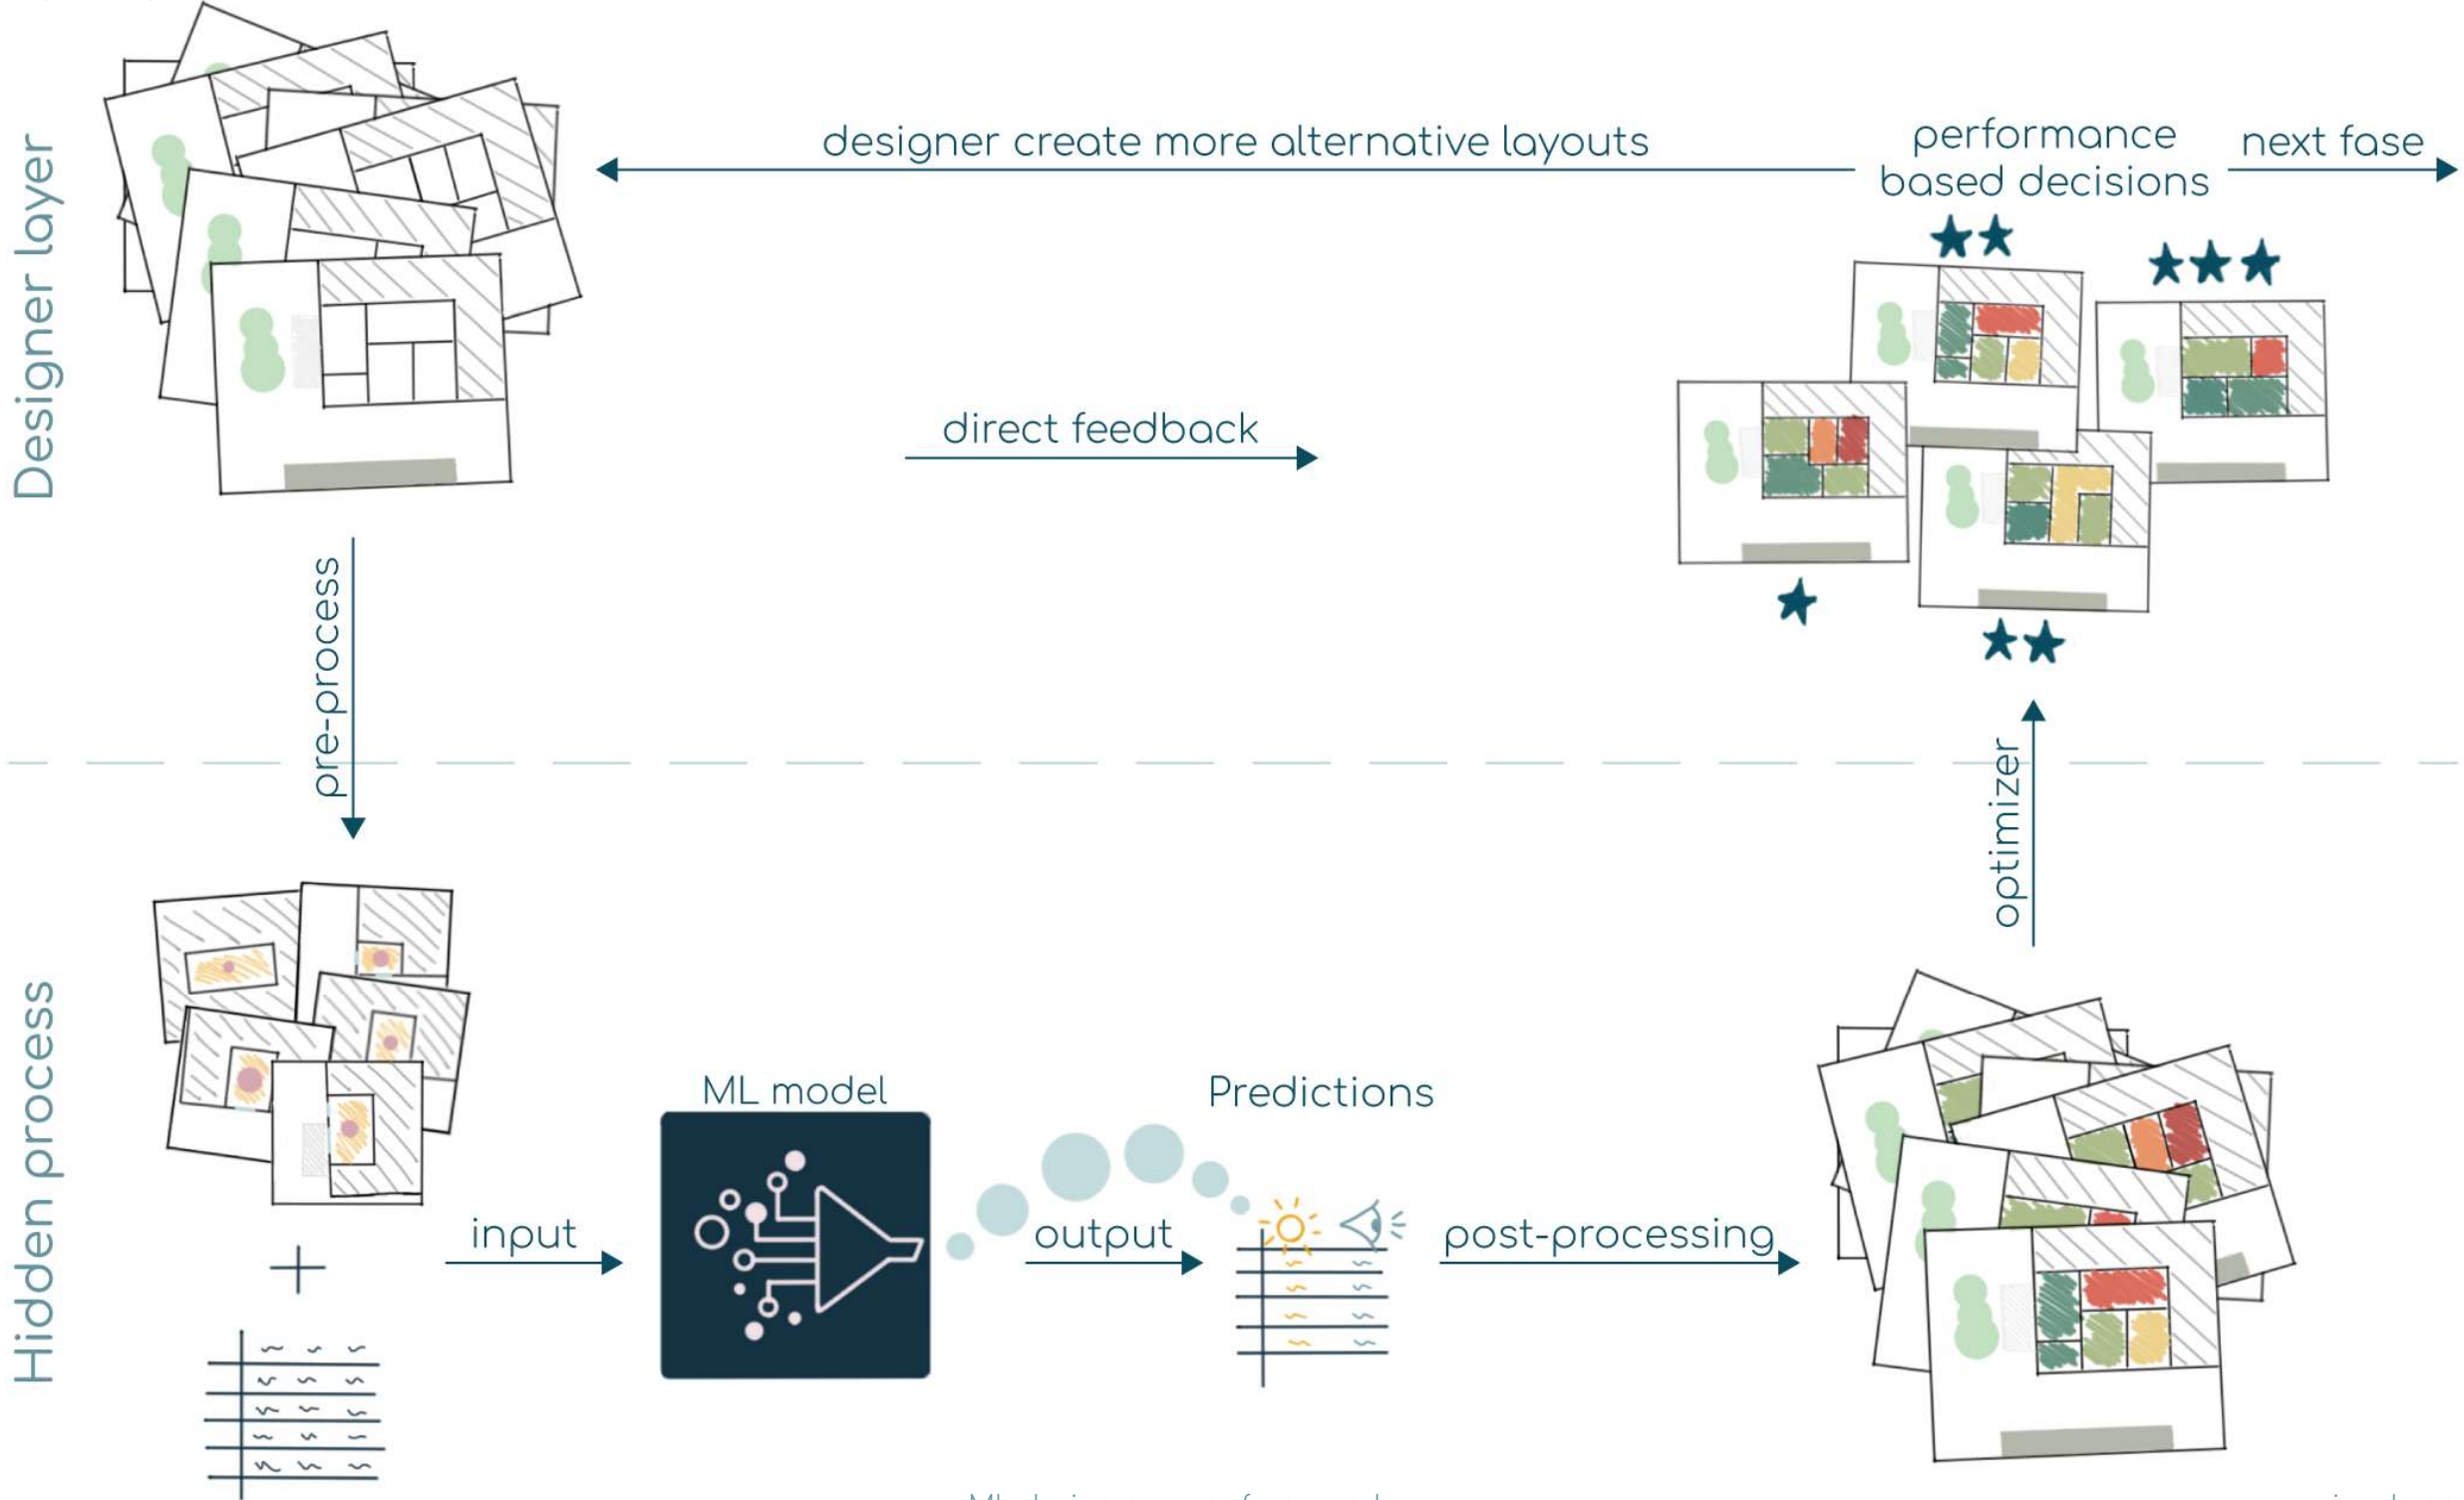 Designer layer
designer create more alternative layouts
performance
based decisions
next fase
direct feedback
pre-process
optimizer
Hidden process
ML model
Predictions
input
output
post-processing